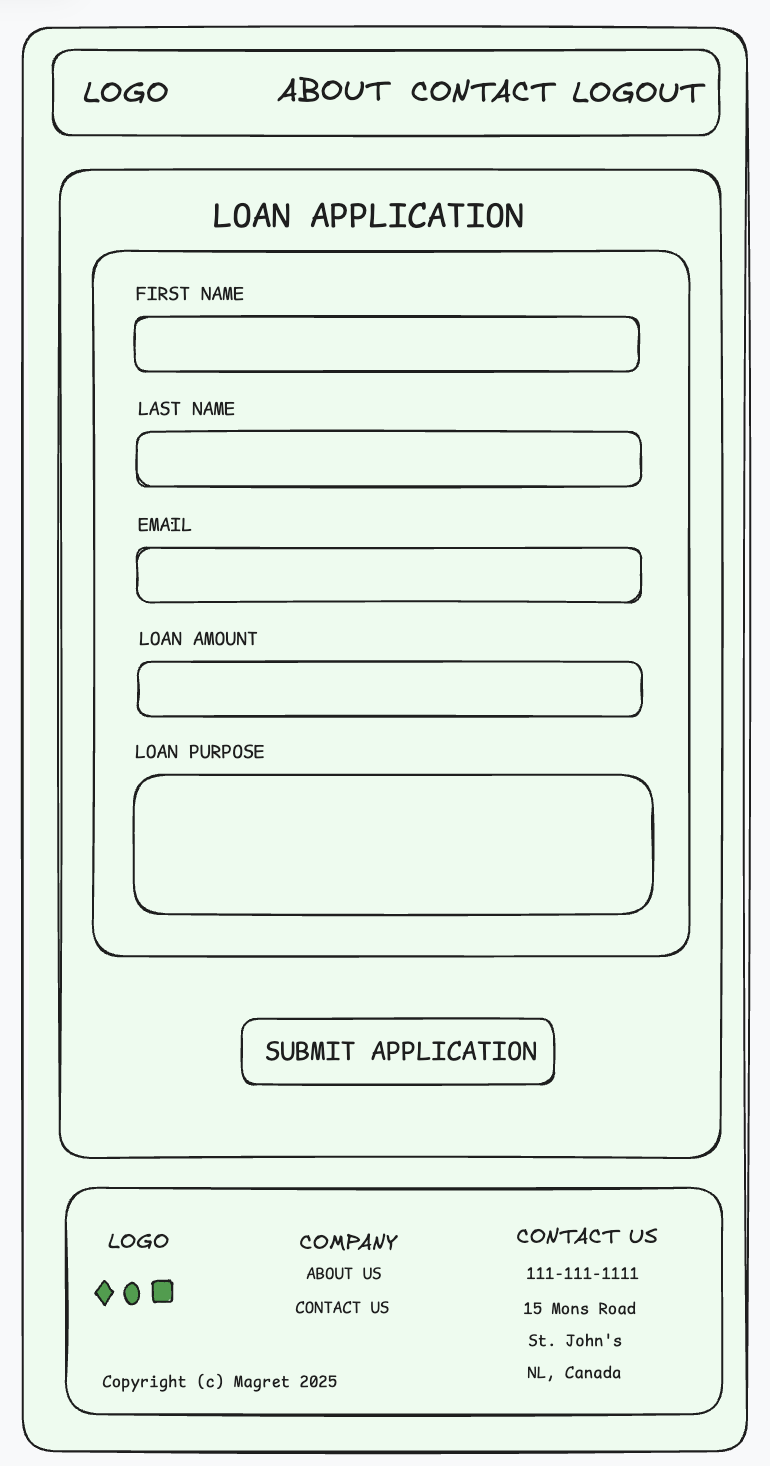 LOGO ABOUT CONTACT LOGOUT
LOAN APPLICATION
FIRST NAME
LAST NAME
EMAIL
LOAN AMOUNT
LOAN PURPOSE
SUBMIT APPLICATION
LOGO
COMPANY
ABOUT US
CONTACT US
CONTACT US
111-111-1111
15 Mons Road
St. John's
NL, Canada
Copyright (c) Magret 2025